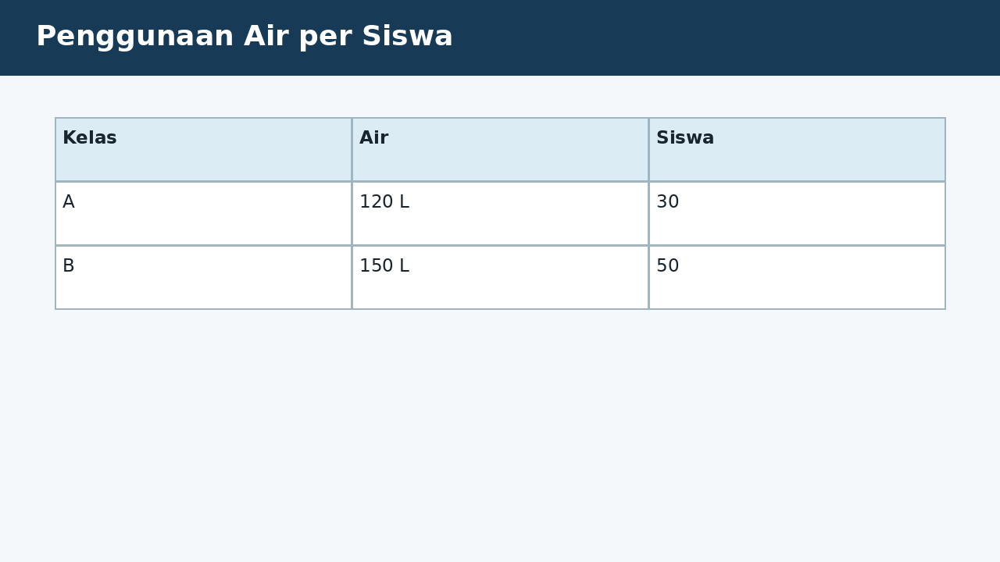 Penggunaan Air per Siswa
Kelas Air Siswa
A 120 L 30
B 150 L 50